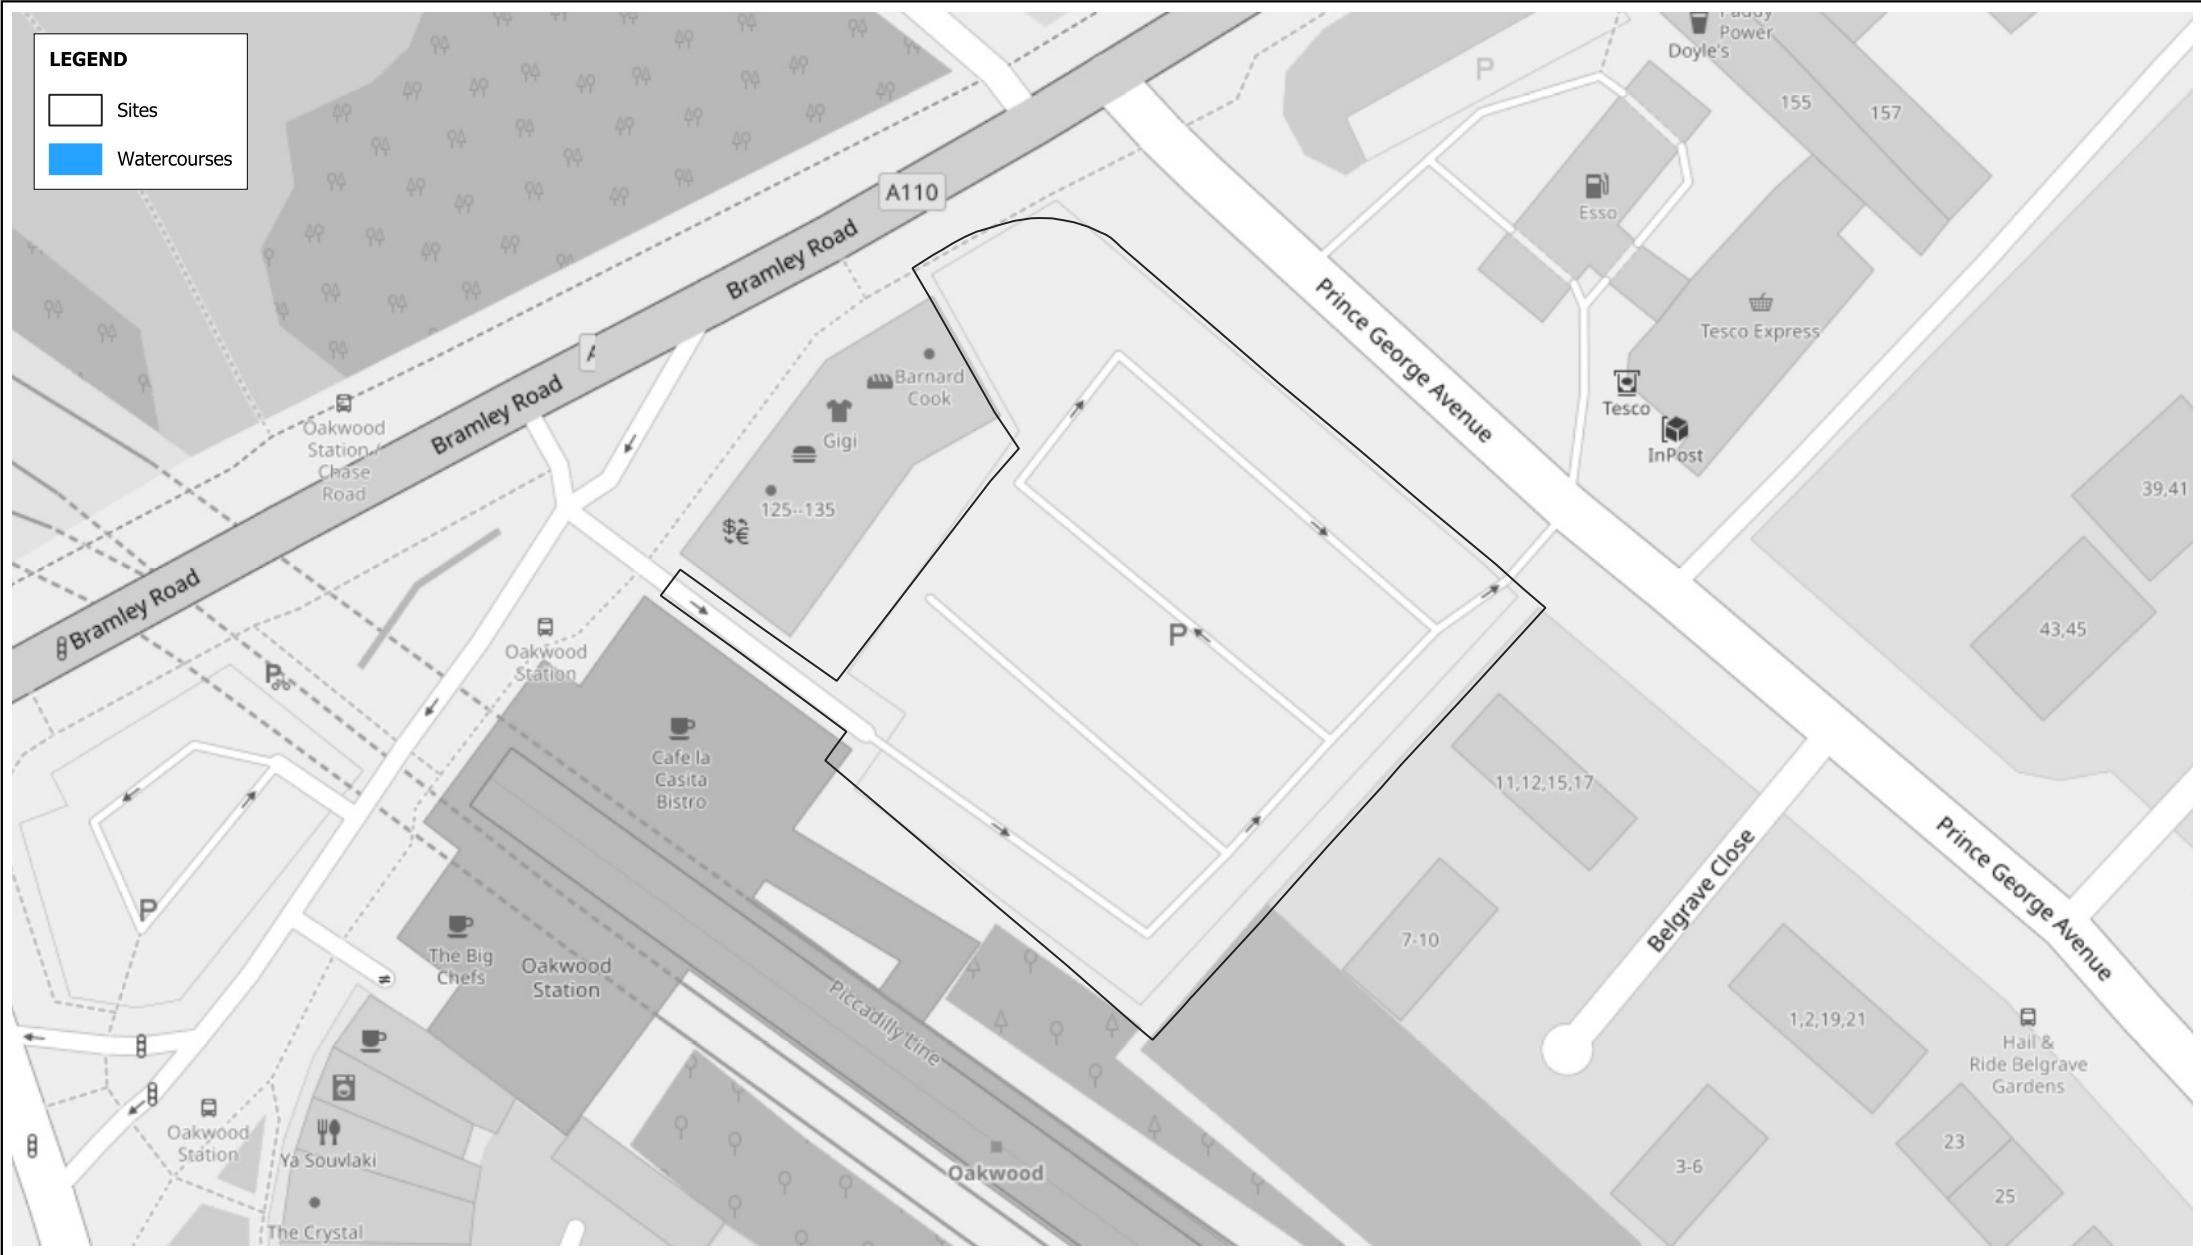 LEGEND
Sites
Watercourses
Paddy
Power
Doyle's
P
155
157
A110
Esso
Bramley Road
Prince George Avenue
Tesco Express
Barnard
Cook
Gigi
Tesco
InPost
A
Bramley Road
Oakwood
Station /
Chase
Road
39,41
125--135
Bramley Road
43,45
P
Oakwood
Station
P
Cafe la
Casita
Bistro
11,12,15,17
Prince George Avenue
Belgrave Close
P
The Big
Chefs
Oakwood
Station
7-10
Piccadilly Line
1,2,19,21
Hail &
Ride Belgrave
Gardens
Oakwood
Station
Ya Souvlaki
Oakwood
23
3-6
25
The Crystal